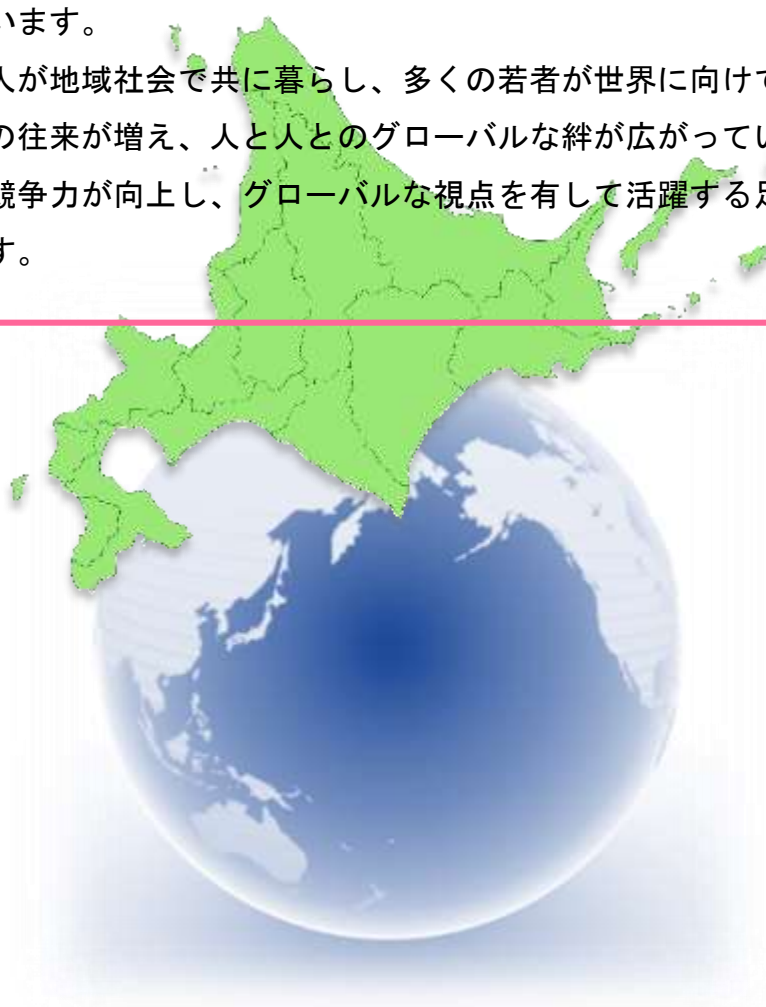 います。
人が地域社会で共に暮らし、多くの若者が世界に向けて
の往来が増え、人と人とのグローバルな絆が広がってい
競争力が向上し、グローバルな視点を有して活躍する
す。